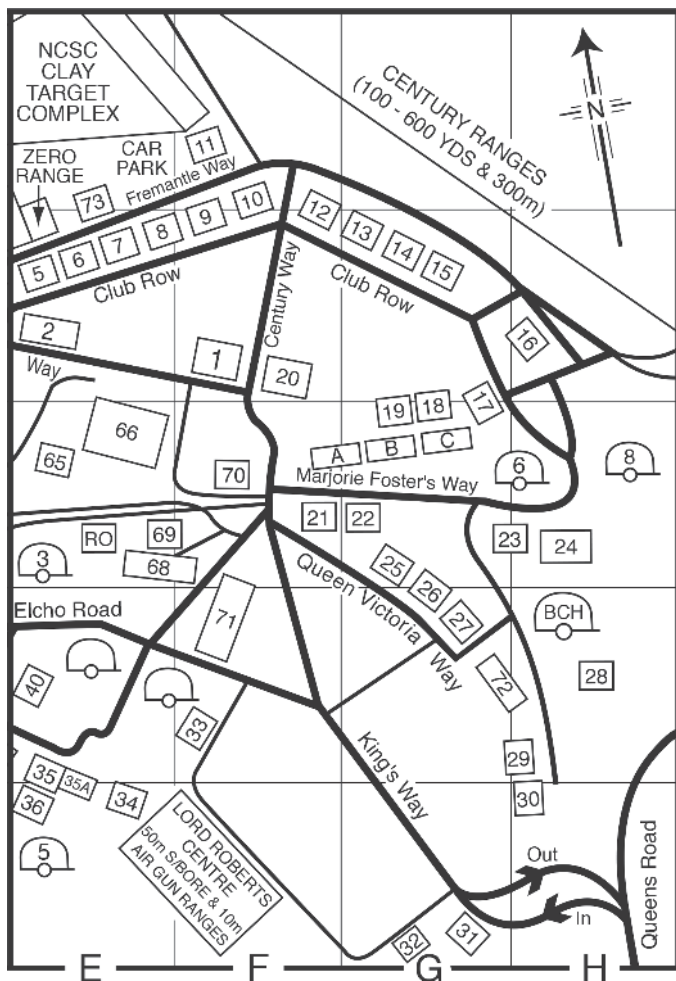 NCSC
CLAY
TARGET
COMPLEX
CENTURY RANGES
(100 - 600 YDS & 300m)
N
ZERO
RANGE
CAR
PARK
11
73
Fremantle Way
5
6
7
8
9
10
12
13
14
15
Club Row
Club Row
Century Way
2
1
20
16
Way
19
18
17
66
65
70
A
B
C
6
8
Marjorie Foster's Way
RO
69
68
3
21
22
23
24
25
26
27
Queen Victoria
Way
Elcho Road
71
BCH
28
72
40
33
29
30
King's Way
35
35A
34
36
5
LORD ROBERTS
CENTRE
50m S/BORE & 10m
AIR GUN RANGES
Out
In
Queens Road
32
31
E
F
G
H